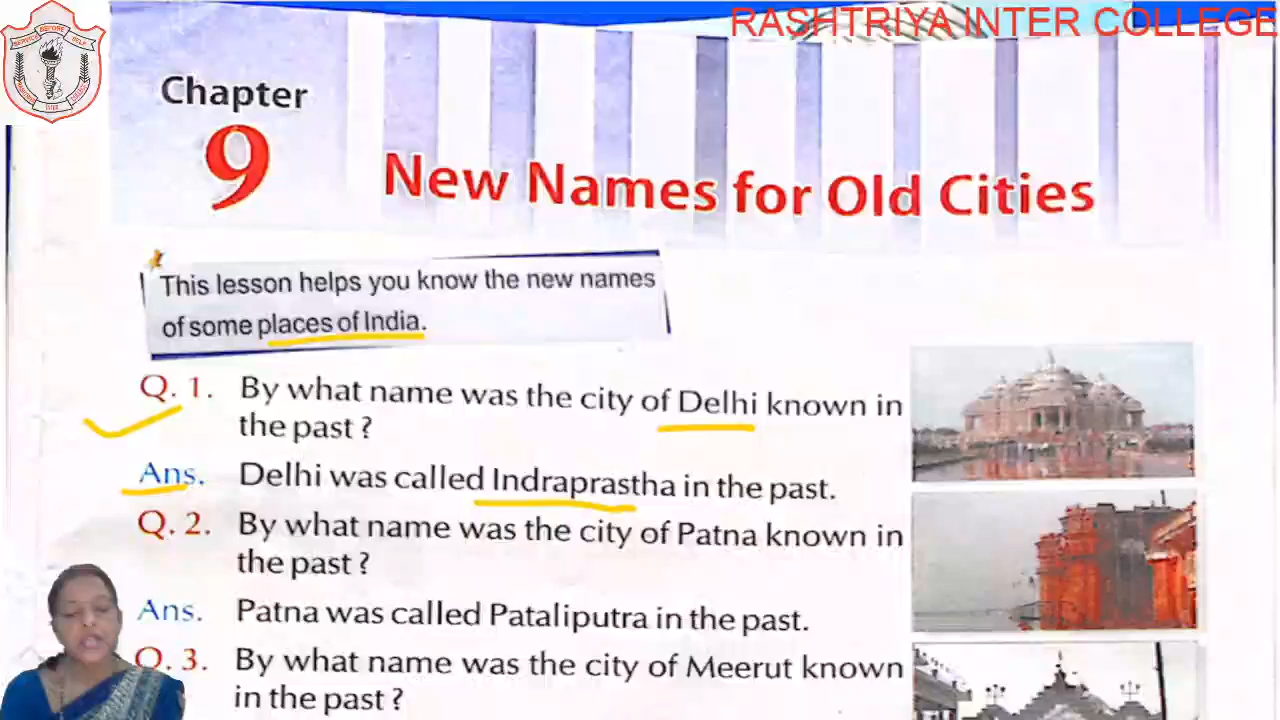 RASHTRIYA INTER COLLEGE
Chapter
9
New Names for Old Cities
This lesson helps you know the new names
of some places of India.
Q. 1. By what name was the city of Delhi known in
the past ?
Ans. Delhi was called Indraprastha in the past.
Q. 2. By what name was the city of Patna known in
the past ?
Ans. Patna was called Pataliputra in the past.
Q. 3. By what name was the city of Meerut known
in the past ?